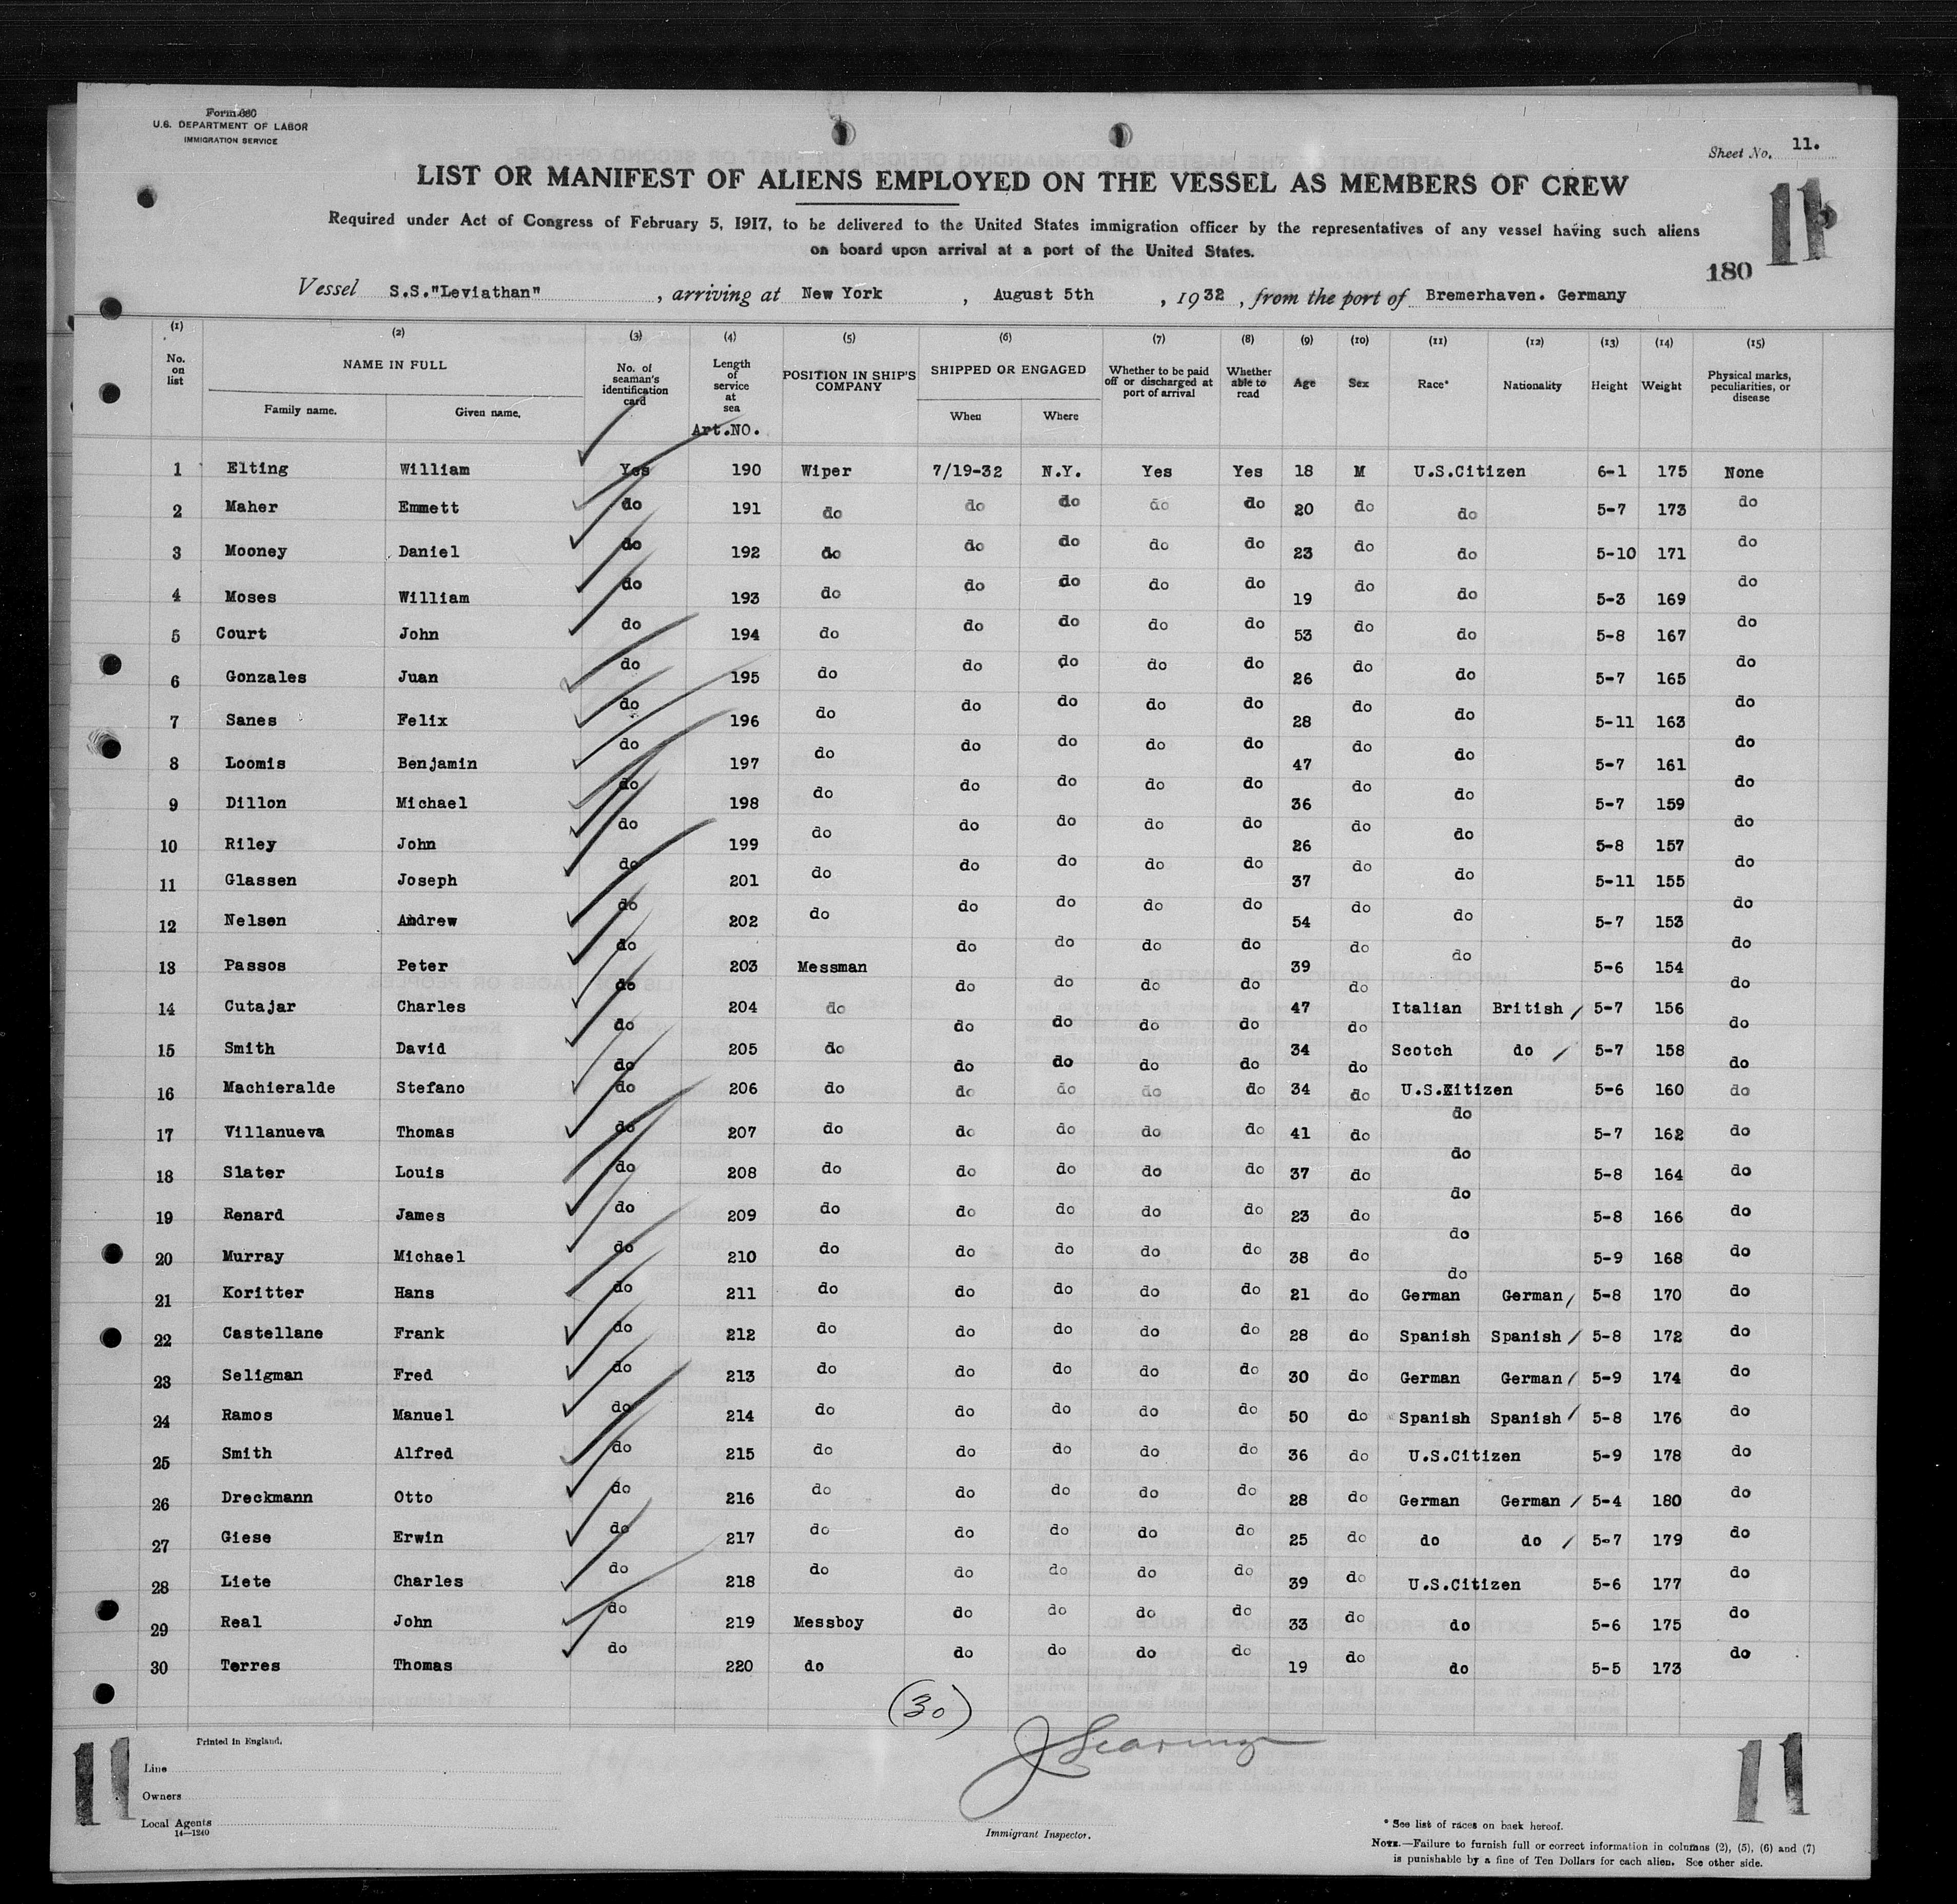 Form 680
U.S. DEPARTMENT OF LABOR
IMMIGRATION SERVICE
Sheet No. 11.
LIST OR MANIFEST OF ALIENS EMPLOYED ON THE VESSEL AS MEMBERS OF CREW
11
Required under Act of Congress of February 5, 1917, to be delivered to the United States immigration officer by the representatives of any vessel having such aliens
on board upon arrival at a port of the United States.
180
Vessel S.S."Leviathan" , arriving at New York , August 5th , 1932 , from the port of Bremerhaven. Germany
(1) (2) (3) (4) (5) (6) (7) (8) (9) (10) (11) (12) (13) (14) (15)
No. on list NAME IN FULL Family name. Given name. No. of seaman's identification card Length of service at sea POSITION IN SHIP'S COMPANY SHIPPED OR ENGAGED When Where Whether to be paid off or discharged at port of arrival Whether able to read Age Sex Race* Nationality Height Weight Physical marks, peculiarities, or disease
Art.NO.
1 Elting William Yes 190 Wiper 7/19-32 N.Y. Yes Yes 18 M U.S.Citizen 6-1 175 None
2 Maher Emmett do 191 do do do do do 20 do do 5-7 173 do
3 Mooney Daniel do 192 do do do do do 23 do do 5-10 171 do
4 Moses William do 193 do do do do do 19 do do 5-3 169 do
5 Court John do 194 do do do do do 53 do do 5-8 167 do
6 Gonzales Juan do 195 do do do do do 26 do do 5-7 165 do
7 Sanes Felix do 196 do do do do do 28 do do 5-11 163 do
8 Loomis Benjamin do 197 do do do do do 47 do do 5-7 161 do
9 Dillon Michael do 198 do do do do do 36 do do 5-7 159 do
10 Riley John do 199 do do do do do 26 do do 5-8 157 do
11 Glassen Joseph do 201 do do do do do 37 do do 5-11 155 do
12 Nelsen Andrew do 202 do do do do do 54 do do 5-7 153 do
13 Passos Peter do 203 Messman do do do do 39 do do 5-6 154 do
14 Cutajar Charles do 204 do do do do do 47 do Italian British 5-7 156 do
15 Smith David do 205 do do do do do 34 do Scotch do 5-7 158 do
do do do do do do do
16 Machieralde Stefano do 206 do do do do do 34 do U.S.Citizen 5-6 160 do
17 Villanueva Thomas do 207 do do do do do 41 do do 5-7 162 do
18 Slater Louis do 208 do do do do do 37 do do 5-8 164 do
19 Renard James do 209 do do do do do 23 do do 5-8 166 do
20 Murray Michael do 210 do do do do do 38 do do 5-9 168 do
do
21 Koritter Hans do 211 do do do do do 21 do German German 5-8 170 do
22 Castellane Frank do 212 do do do do do 28 do Spanish Spanish 5-8 172 do
23 Seligman Fred do 213 do do do do do 30 do German German 5-9 174 do
24 Ramos Manuel do 214 do do do do do 50 do Spanish Spanish 5-8 176 do
25 Smith Alfred do 215 do do do do do 36 do U.S.Citizen 5-9 178 do
26 Dreckmann Otto do 216 do do do do do 28 do German German 5-4 180 do
27 Giese Erwin do 217 do do do do do 25 do do do 5-7 179 do
28 Liete Charles do 218 do do do do do 39 do U.S.Citizen 5-6 177 do
29 Real John do 219 Messboy do do do do 33 do do 5-6 175 do
30 Terres Thomas do 220 do do do do do 19 do do 5-5 173 do
(30)
J Searing
11
Printed in England.
Line
Owners
Local Agents
14—1240
Immigrant Inspector.
11
* See list of races on back hereof.
NOTE.—Failure to furnish full or correct information in columns (2), (5), (6) and (7)
is punishable by a fine of Ten Dollars for each alien. See other side.